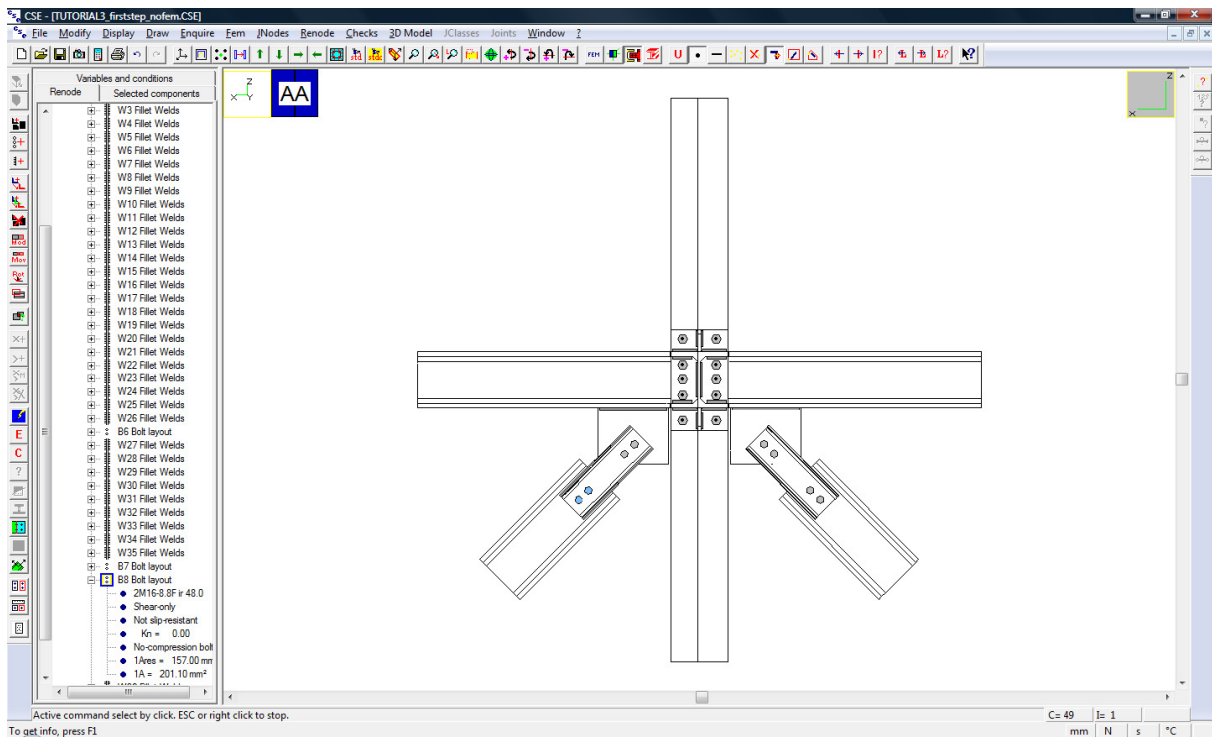 CSE - [TUTORIAL3_firststep_nofem.CSE]
File Modify Display Draw Enquire Fem JNodes Renode Checks 3D Model JClasses Joints Window ?
std stdc FEM U X I? L?
Variables and conditions
Renode Selected components
W3 Fillet Welds
W4 Fillet Welds
W5 Fillet Welds
W6 Fillet Welds
W7 Fillet Welds
W8 Fillet Welds
W9 Fillet Welds
W10 Fillet Welds
W11 Fillet Welds
W12 Fillet Welds
W13 Fillet Welds
W14 Fillet Welds
W15 Fillet Welds
W16 Fillet Welds
W17 Fillet Welds
W18 Fillet Welds
W19 Fillet Welds
W20 Fillet Welds
W21 Fillet Welds
W22 Fillet Welds
W23 Fillet Welds
W24 Fillet Welds
W25 Fillet Welds
W26 Fillet Welds
B6 Bolt layout
W27 Fillet Welds
W28 Fillet Welds
W29 Fillet Welds
W30 Fillet Welds
W31 Fillet Welds
W32 Fillet Welds
W33 Fillet Welds
W34 Fillet Welds
W35 Fillet Welds
B7 Bolt layout
B8 Bolt layout
2M16-8.8F ir 48.0
Shear-only
Not slip-resistant
Kn = 0.00
No-compression bolt
1Ares = 157.00 mm
1A = 201.10 mm²
Mod
Mov
Rot
E
C
?
Z
X Y
AA
Z
X
Active command select by click. ESC or right click to stop.
C= 49 I= 1
To get info, press F1
mm N s °C